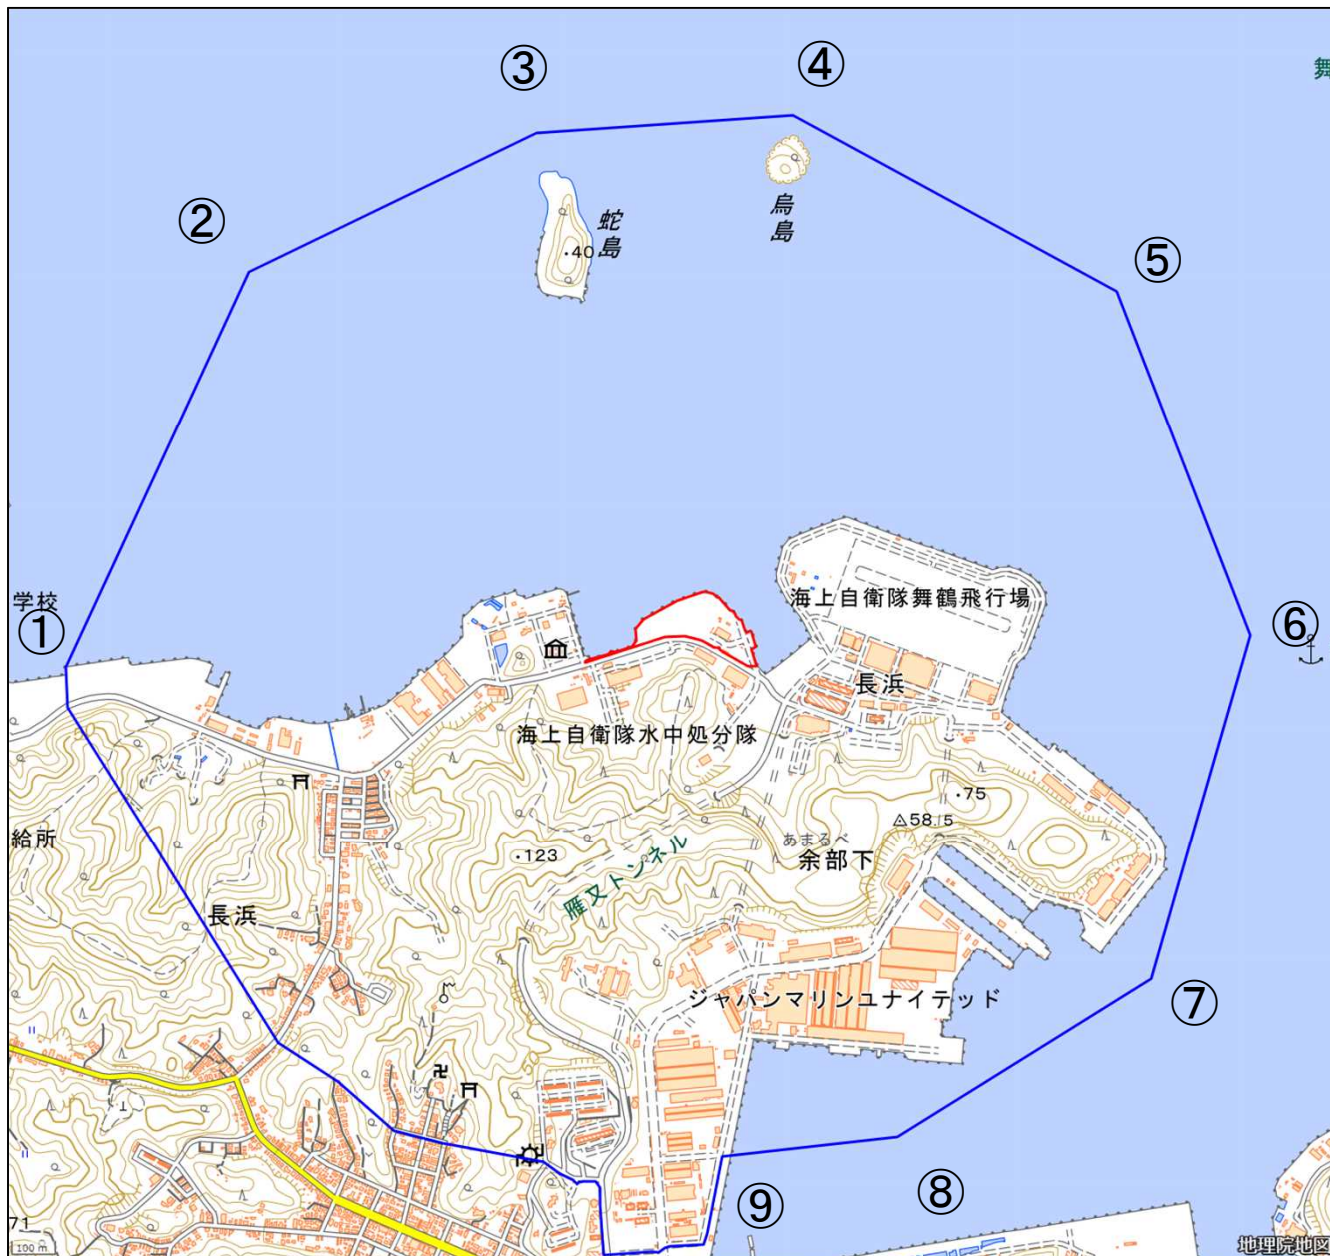 ③
④
舞
②
蛇島
烏島
・40
⑤
学校
①
海上自衛隊舞鶴飛行場
⑥
長浜
海上自衛隊水中処分隊
・75
58.5
給所
あまるべ
余部下
・123
雁又トンネル
長浜
ジャパンマリンユナイテッド
⑦
50
⑧
⑨
71
100 m
地理院地図